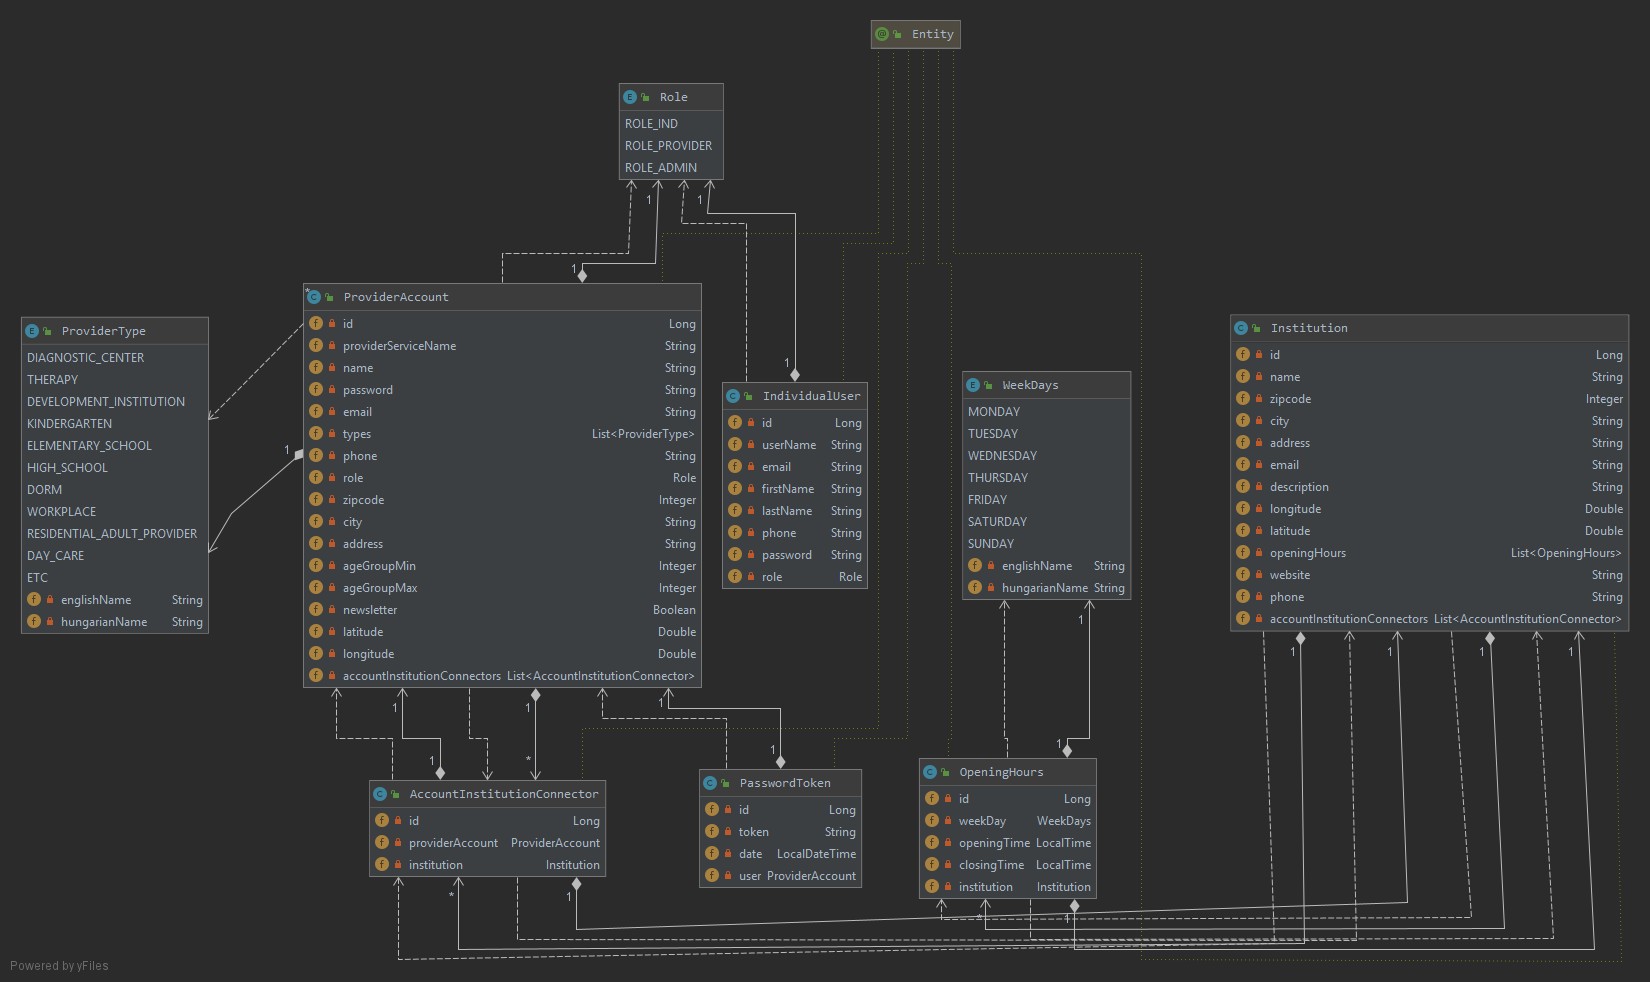 Entity
Role
ROLE_IND
ROLE_PROVIDER
ROLE_ADMIN
1
1
1
1
ProviderType
DIAGNOSTIC_CENTER
THERAPY
DEVELOPMENT_INSTITUTION
KINDERGARTEN
ELEMENTARY_SCHOOL
HIGH_SCHOOL
DORM
WORKPLACE
RESIDENTIAL_ADULT_PROVIDER
DAY_CARE
ETC
englishName String
hungarianName String
1
*
ProviderAccount
id Long
providerServiceName String
name String
password String
email String
types List<ProviderType>
phone String
role Role
zipcode Integer
city String
address String
ageGroupMin Integer
ageGroupMax Integer
newsletter Boolean
latitude Double
longitude Double
accountInstitutionConnectors List<AccountInstitutionConnector>
IndividualUser
id Long
userName String
email String
firstName String
lastName String
phone String
password String
role Role
WeekDays
MONDAY
TUESDAY
WEDNESDAY
THURSDAY
FRIDAY
SATURDAY
SUNDAY
englishName String
hungarianName String
Institution
id Long
name String
zipcode Integer
city String
address String
email String
description String
longitude Double
latitude Double
openingHours List<OpeningHours>
website String
phone String
accountInstitutionConnectors List<AccountInstitutionConnector>
1
1
1
1
1
1
1
1
1
*
1
1
AccountInstitutionConnector
id Long
providerAccount ProviderAccount
institution Institution
PasswordToken
id Long
token String
date LocalDateTime
user ProviderAccount
OpeningHours
id Long
weekDay WeekDays
openingTime LocalTime
closingTime LocalTime
institution Institution
*
1
*
1
Powered by yFiles